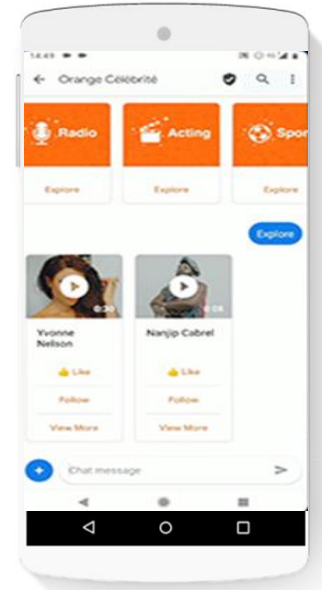 14:49
Orange Célébrité
Radio
Acting
Spor
Explore
Explore
Explore
Explore
0:30
0:08
Yvonne
Nelson
Nanjip Cabrel
👍 Like
👍 Like
Follow
Follow
View More
View More
Chat message